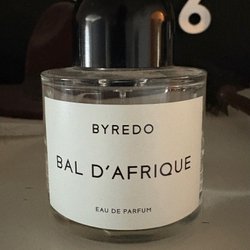 6
BYREDO
BAL D'AFRIQUE
EAU DE PARFUM